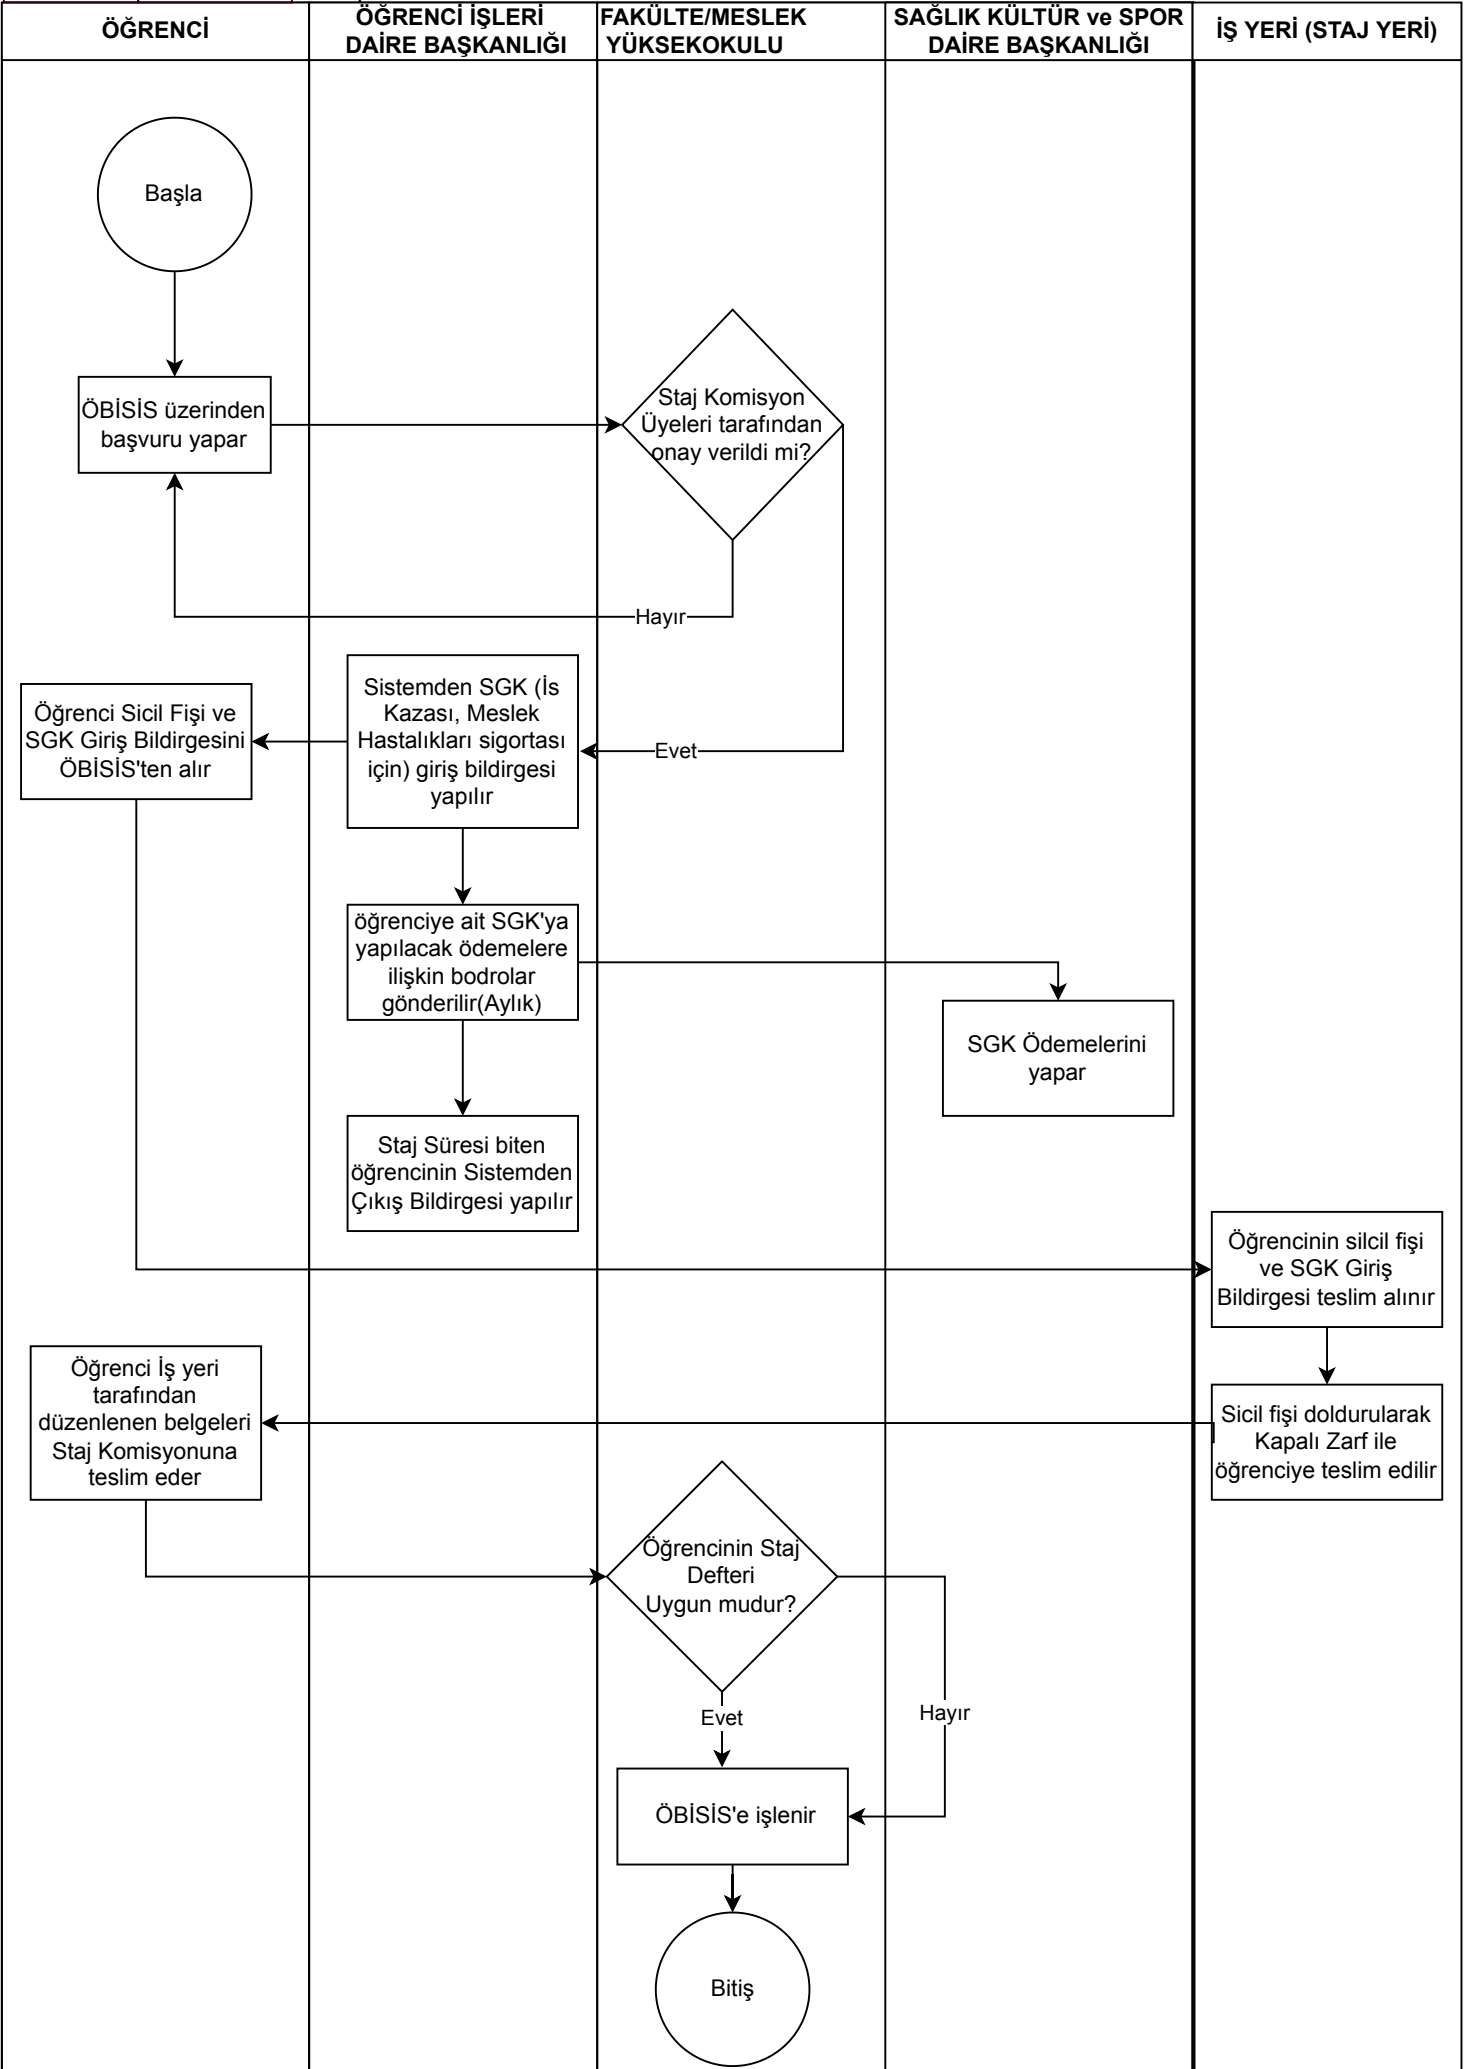 ÖĞRENCİ
ÖĞRENCİ İŞLERİ
DAİRE BAŞKANLIĞI
FAKÜLTE/MESLEK
YÜKSEKOKULU
SAĞLIK KÜLTÜR ve SPOR
DAİRE BAŞKANLIĞI
İŞ YERİ (STAJ YERİ)
Başla
ÖBİSİS üzerinden
başvuru yapar
Staj Komisyon
Üyeleri tarafından
onay verildi mi?
Hayır
Evet
Sistemden SGK (İs
Kazası, Meslek
Hastalıkları sigortası
için) giriş bildirgesi
yapılır
Öğrenci Sicil Fişi ve
SGK Giriş Bildirgesini
ÖBİSİS'ten alır
öğrenciye ait SGK'ya
yapılacak ödemelere
ilişkin bodrolar
gönderilir(Aylık)
SGK Ödemelerini
yapar
Staj Süresi biten
öğrencinin Sistemden
Çıkış Bildirgesi yapılır
Öğrencinin silcil fişi
ve SGK Giriş
Bildirgesi teslim alınır
Sicil fişi doldurularak
Kapalı Zarf ile
öğrenciye teslim edilir
Öğrenci İş yeri
tarafından
düzenlenen belgeleri
Staj Komisyonuna
teslim eder
Öğrencinin Staj
Defteri
Uygun mudur?
Evet
Hayır
ÖBİSİS'e işlenir
Bitiş